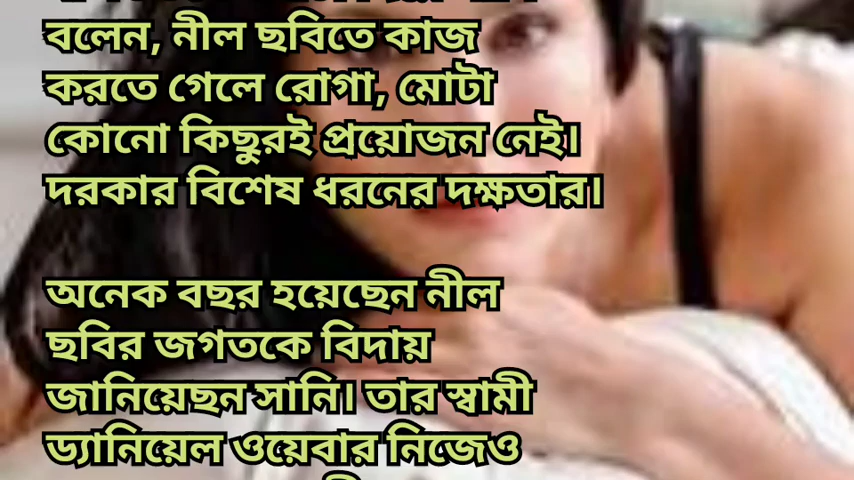 বলেন, নীল ছবিতে কাজ
করতে গেলে রোগা, মোটা
কোনো কিছুরই প্রয়োজন নেই।
দরকার বিশেষ ধরনের দক্ষতার।
অনেক বছর হয়েছেন নীল
ছবির জগতকে বিদায়
জানিয়েছন সানি। তার স্বামী
ড্যানিয়েল ওয়েবার নিজেও